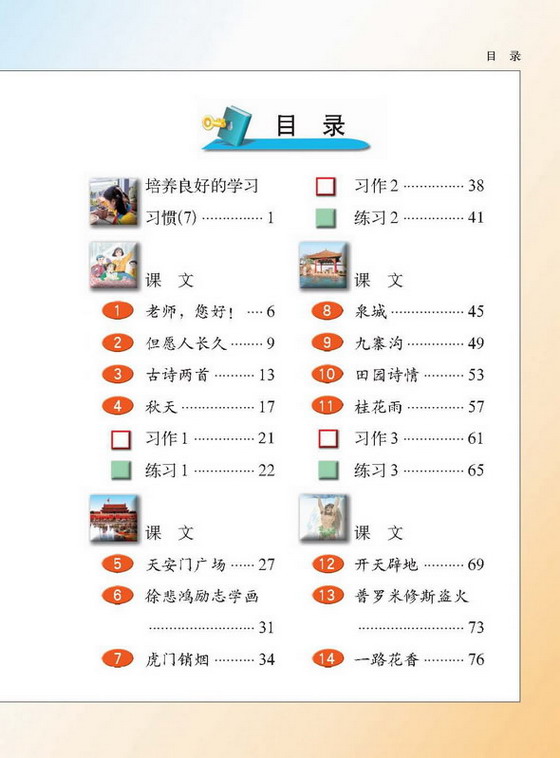 目 录
目 录
培养良好的学习
习惯(7) ··············· 1
课 文
1 老师，您好！ ···· 6
2 但愿人长久 ········ 9
3 古诗两首 ········· 13
4 秋天 ················ 17
习作 1 ·············· 21
练习 1 ·············· 22
课 文
5 天安门广场 ······ 27
6 徐悲鸿励志学画
························ 31
7 虎门销烟 ·········· 34
习作 2 ·············· 38
练习 2 ·············· 41
课 文
8 泉城 ················· 45
9 九寨沟 ·············· 49
10 田园诗情 ········· 53
11 桂花雨 ············· 57
习作 3 ·············· 61
练习 3 ·············· 65
课 文
12 开天辟地 ········· 69
13 普罗米修斯盗火
························ 73
14 一路花香 ········· 76